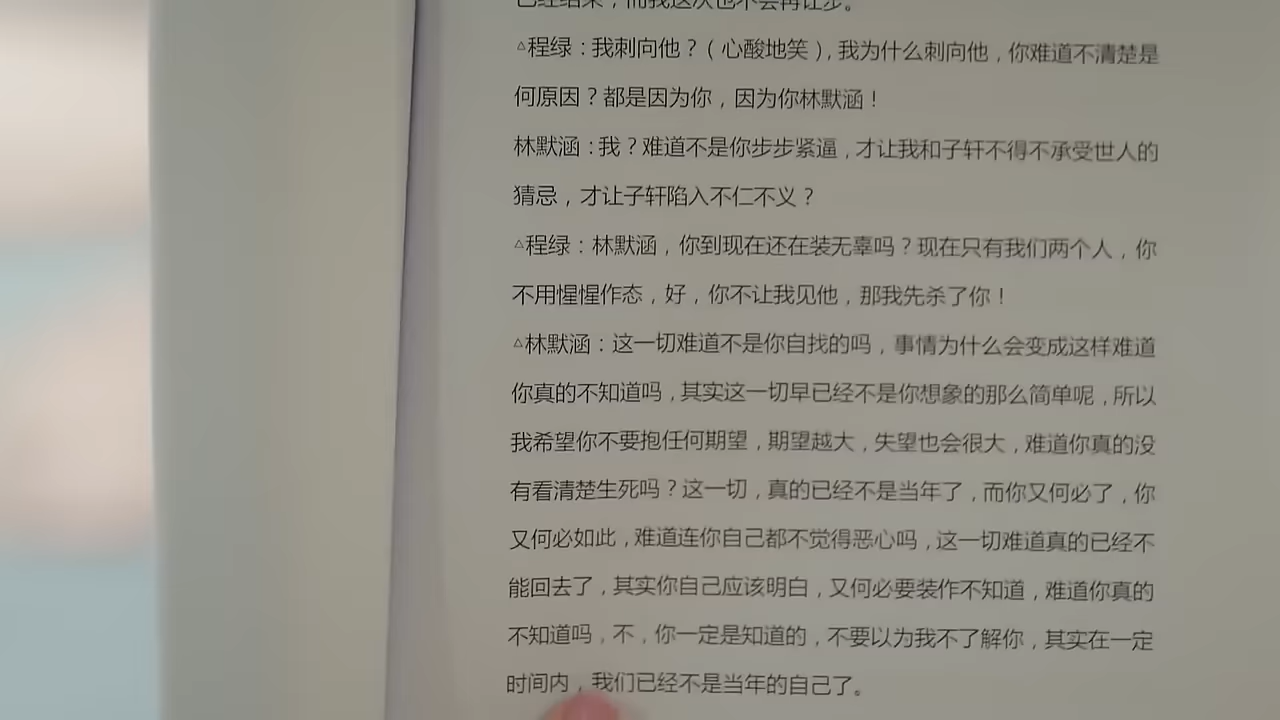 已经结束，而我这次也不会再让步。
△程绿：我刺向他？（心酸地笑），我为什么刺向他，你难道不清楚是
何原因？都是因为你，因为你林默涵！
林默涵：我？难道不是你步步紧逼，才让我和子轩不得不承受世人的
猜忌，才让子轩陷入不仁不义？
△程绿：林默涵，你到现在还在装无辜吗？现在只有我们两个人，你
不用惺惺作态，好，你不让我见他，那我先杀了你！
△林默涵：这一切难道不是你自找的吗，事情为什么会变成这样难道
你真的不知道吗，其实这一切早已经不是你想象的那么简单呢，所以
我希望你不要抱任何期望，期望越大，失望也会很大，难道你真的没
有看清楚生死吗？这一切，真的已经不是当年了，而你又何必了，你
又何必如此，难道连你自己都不觉得恶心吗，这一切难道真的已经不
能回去了，其实你自己应该明白，又何必要装作不知道，难道你真的
不知道吗，不，你一定是知道的，不要以为我不了解你，其实在一定
时间内，我们已经不是当年的自己了。